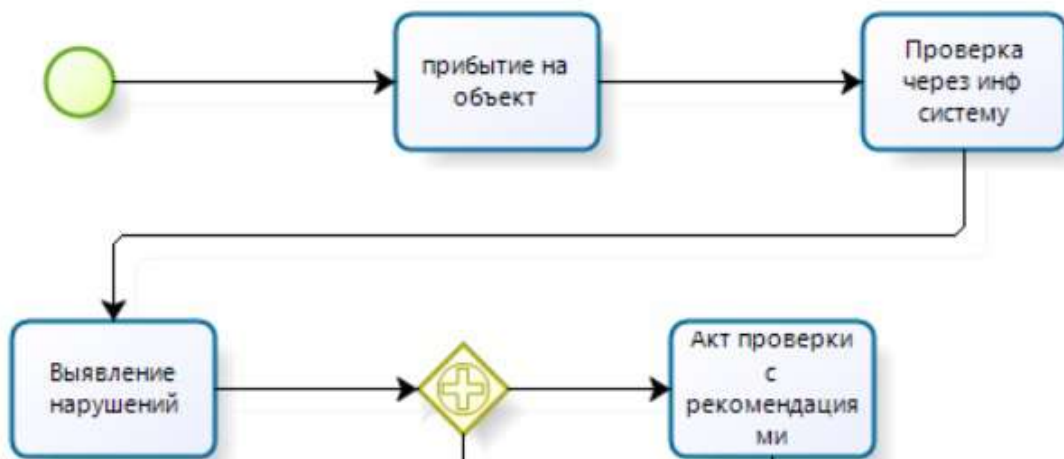 прибытие на
объект
Проверка
через инф
систему
Выявление
нарушений
Акт проверки
с
рекомендация
ми